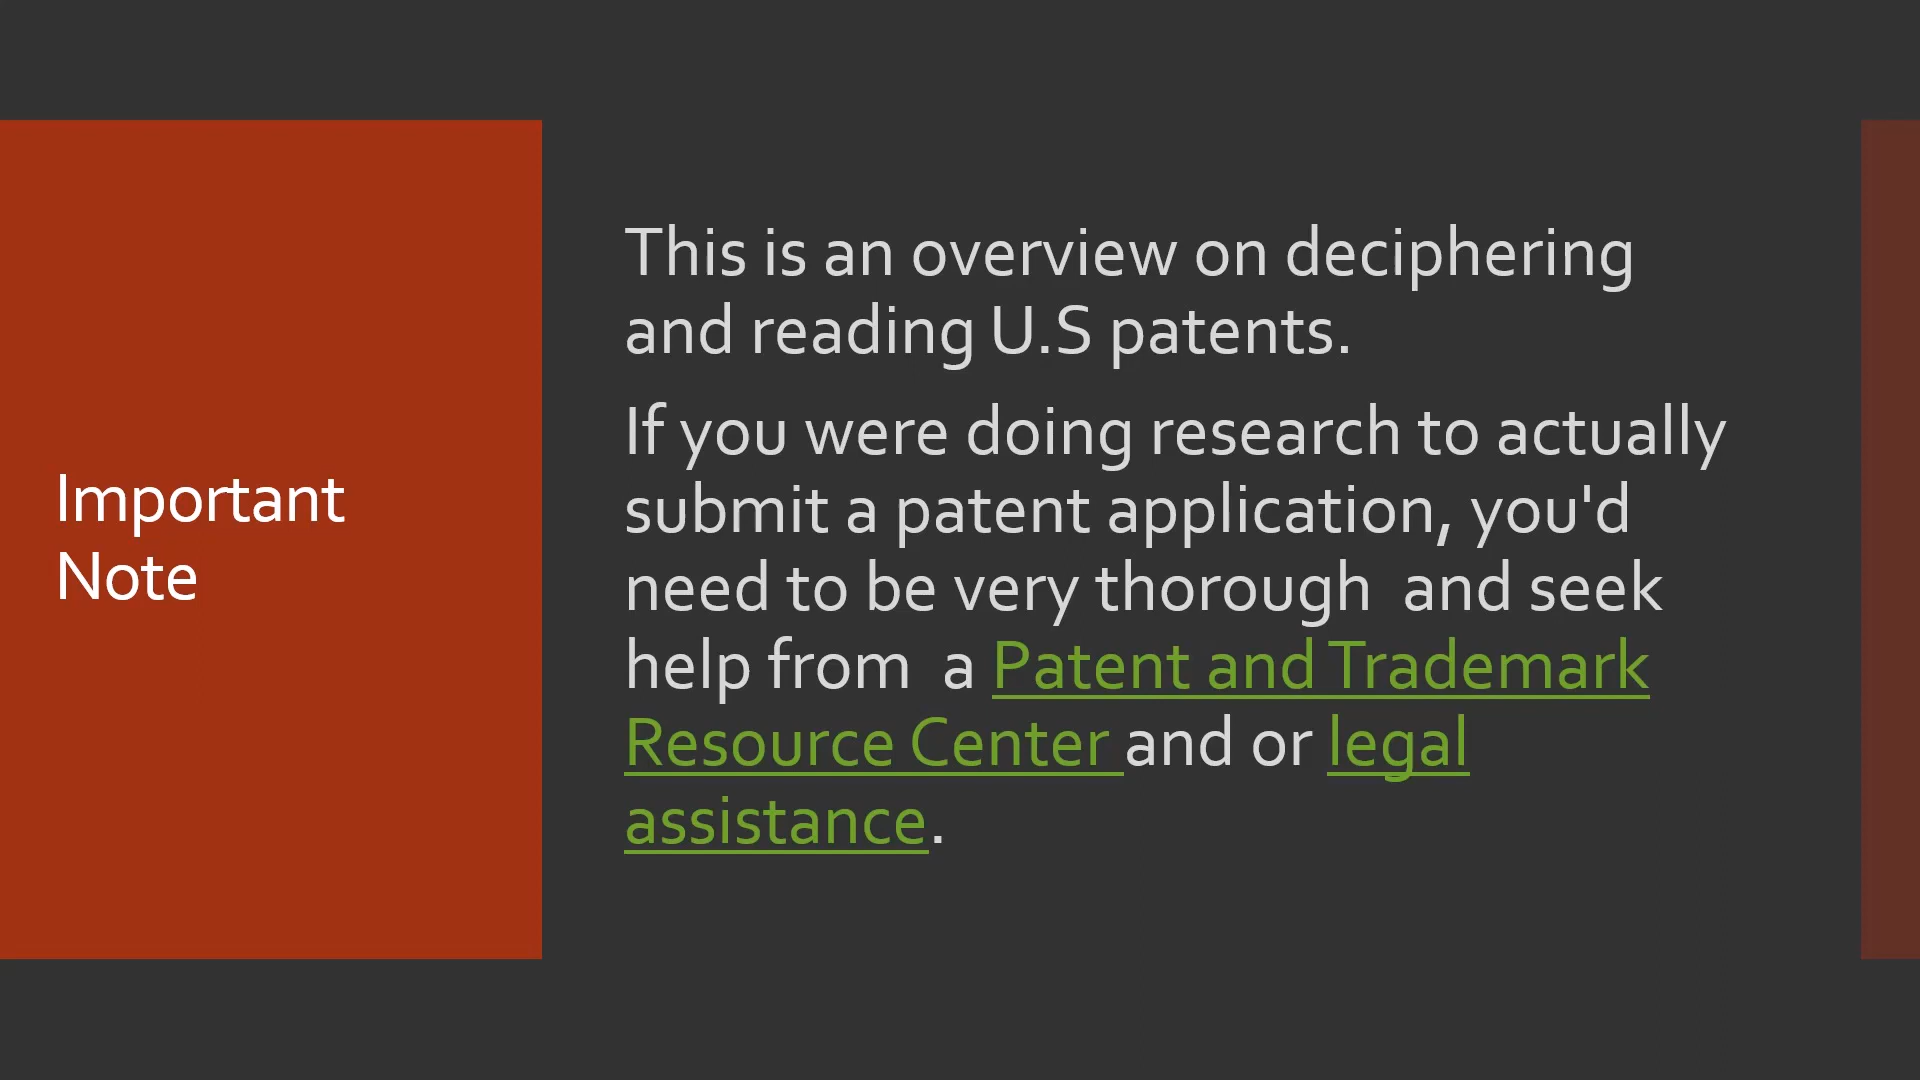 Important
Note
This is an overview on deciphering
and reading U.S patents.
If you were doing research to actually
submit a patent application, you'd
need to be very thorough  and seek
help from  a Patent and Trademark
Resource Center and or legal
assistance.